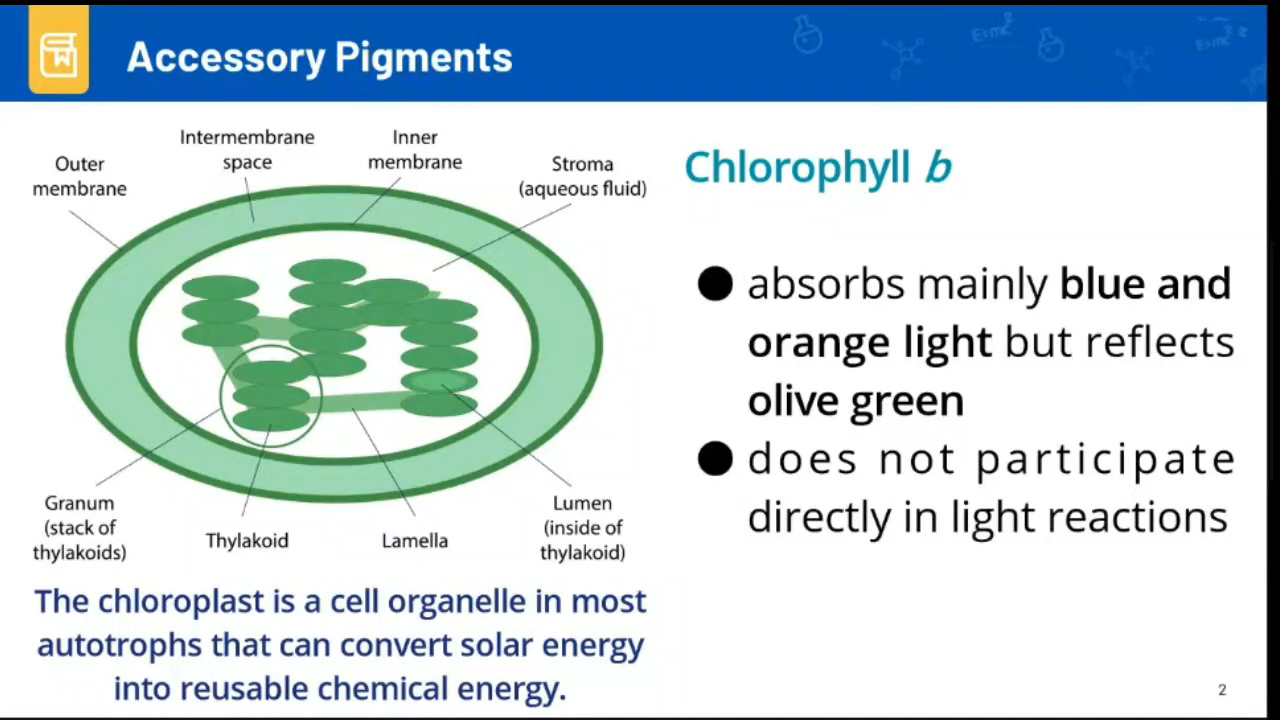 Accessory Pigments
Intermembrane
space
Inner
membrane
Outer
membrane
Stroma
(aqueous fluid)
Granum
(stack of
thylakoids)
Thylakoid
Lamella
Lumen
(inside of
thylakoid)
The chloroplast is a cell organelle in most
autotrophs that can convert solar energy
into reusable chemical energy.
Chlorophyll b
● absorbs mainly blue and
orange light but reflects
olive green
● does not participate
directly in light reactions
2